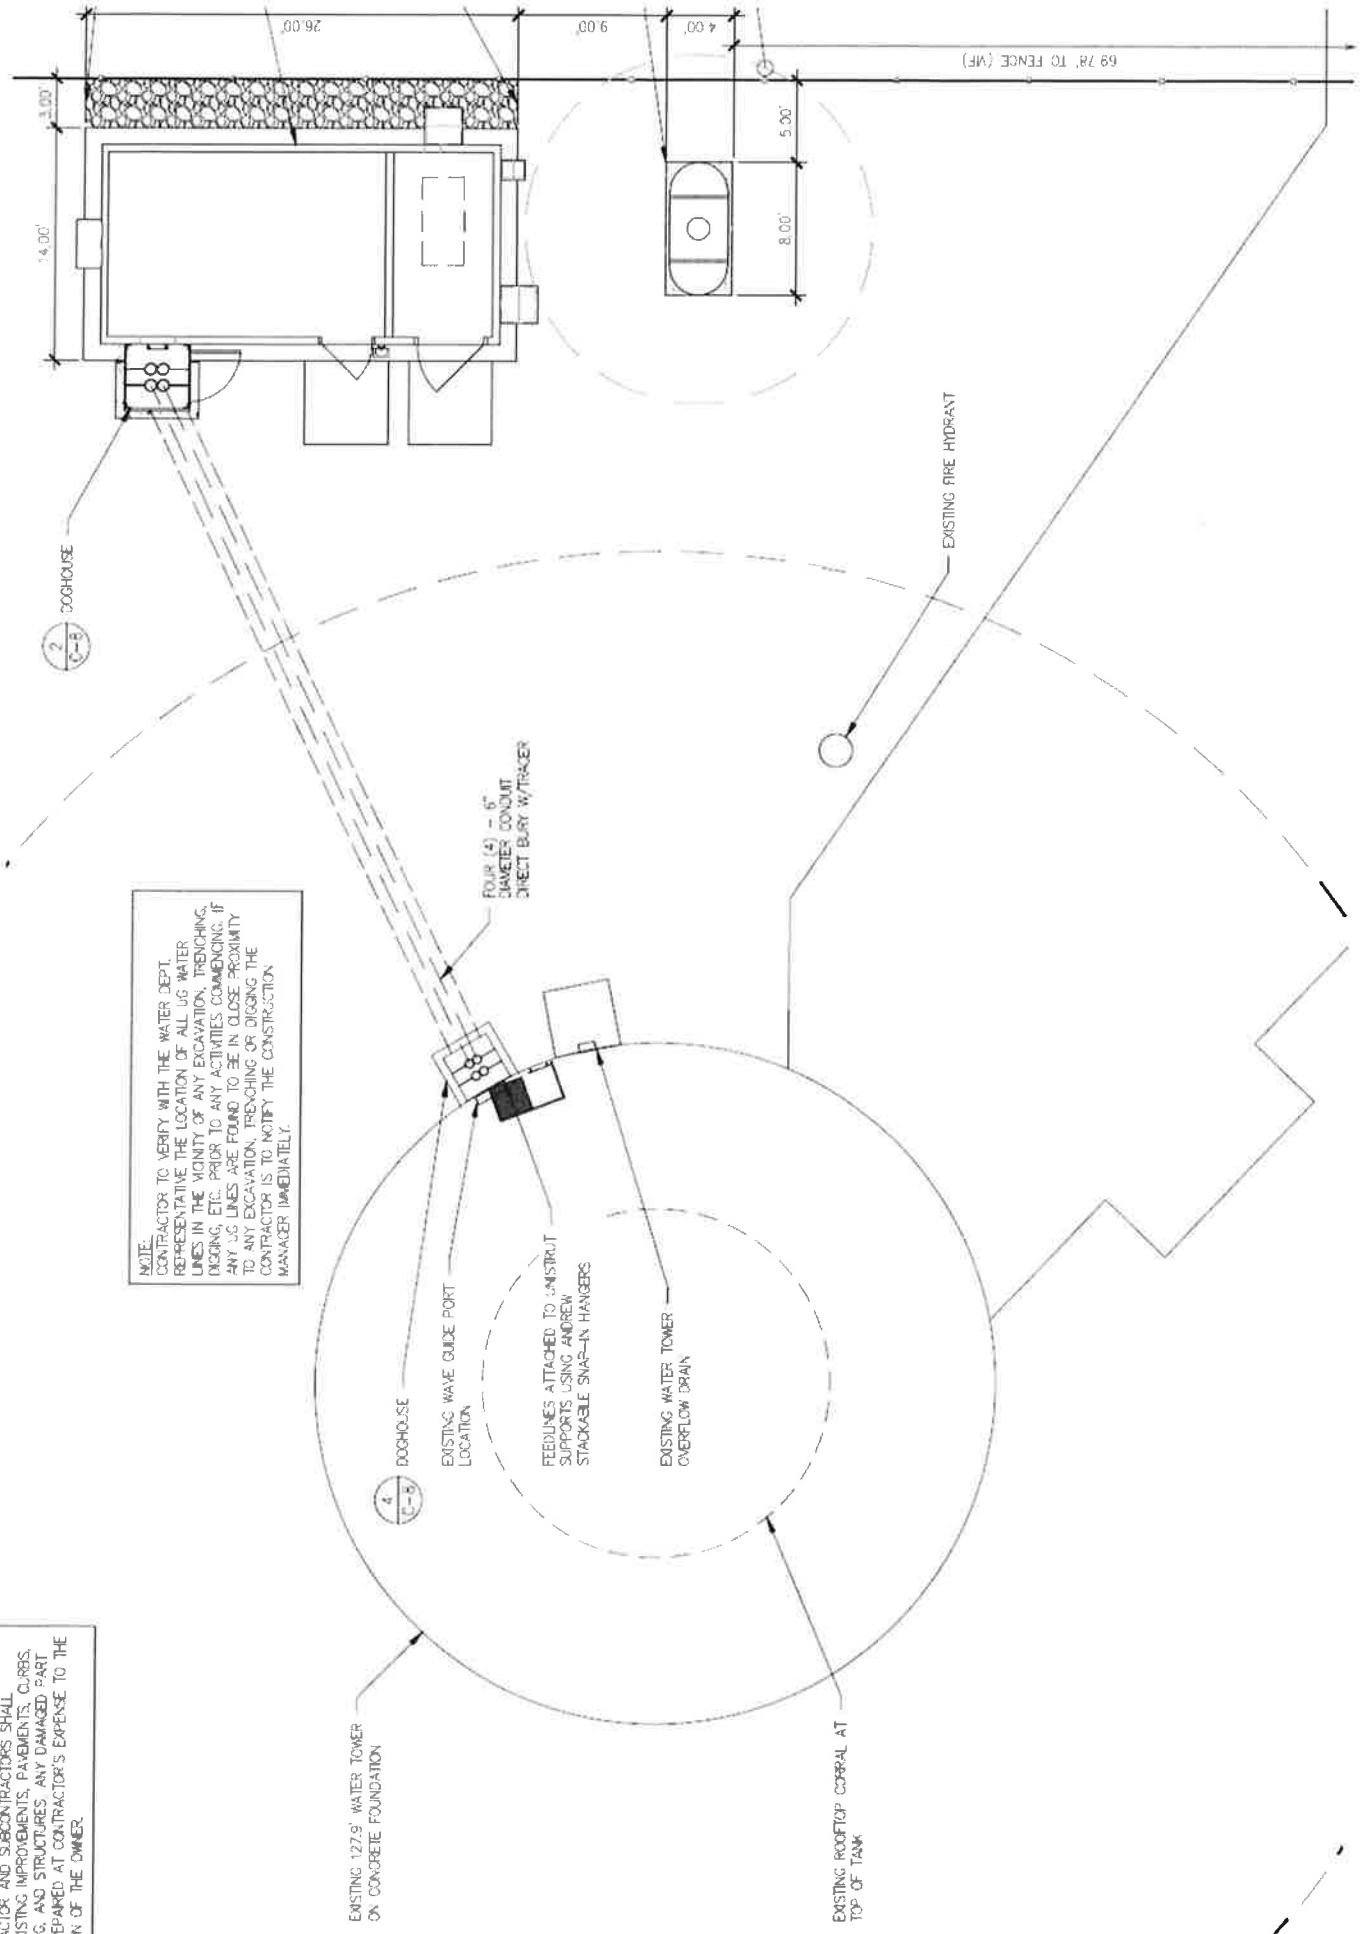 26.00'
9.00'
4.00'
69.78' TO FENCE (VIF)
3.00'
14.00'
5.00'
8.00'
2
C-8
DOGHOUSE
EXISTING FIRE HYDRANT
FOUR (4) - 6"
DIAMETER CONDUIT
DIRECT BURY W/TRACER
NOTE:
CONTRACTOR TO VERIFY WITH THE WATER DEPT.
REPRESENTATIVE THE LOCATION OF ALL UG WATER
LINES IN THE VICINITY OF ANY EXCAVATION, TRENCHING,
DIGGING, ETC. PRIOR TO ANY ACTIVITIES COMMENCING. IF
ANY UG LINES ARE FOUND TO BE IN CLOSE PROXIMITY
TO ANY EXCAVATION, TRENCHING OR DIGGING THE
CONTRACTOR IS TO NOTIFY THE CONSTRUCTION
MANAGER IMMEDIATELY.
4
C-8
DOGHOUSE
EXISTING WAVE GUIDE PORT
LOCATION
FEEDLINES ATTACHED TO UNISTRUT
SUPPORTS USING ANDREW
STACKABLE SNAP-IN HANGERS
EXISTING WATER TOWER
OVERFLOW DRAIN
AND SUBCONTRACTORS SHALL
IMPROVEMENTS, PAVEMENTS, CURBS,
AND STRUCTURES. ANY DAMAGED PART
AT CONTRACTOR'S EXPENSE TO THE
OF THE OWNER.
EXISTING 127.9' WATER TOWER
ON CONCRETE FOUNDATION
EXISTING ROOFTOP CORRAL AT
TOP OF TANK